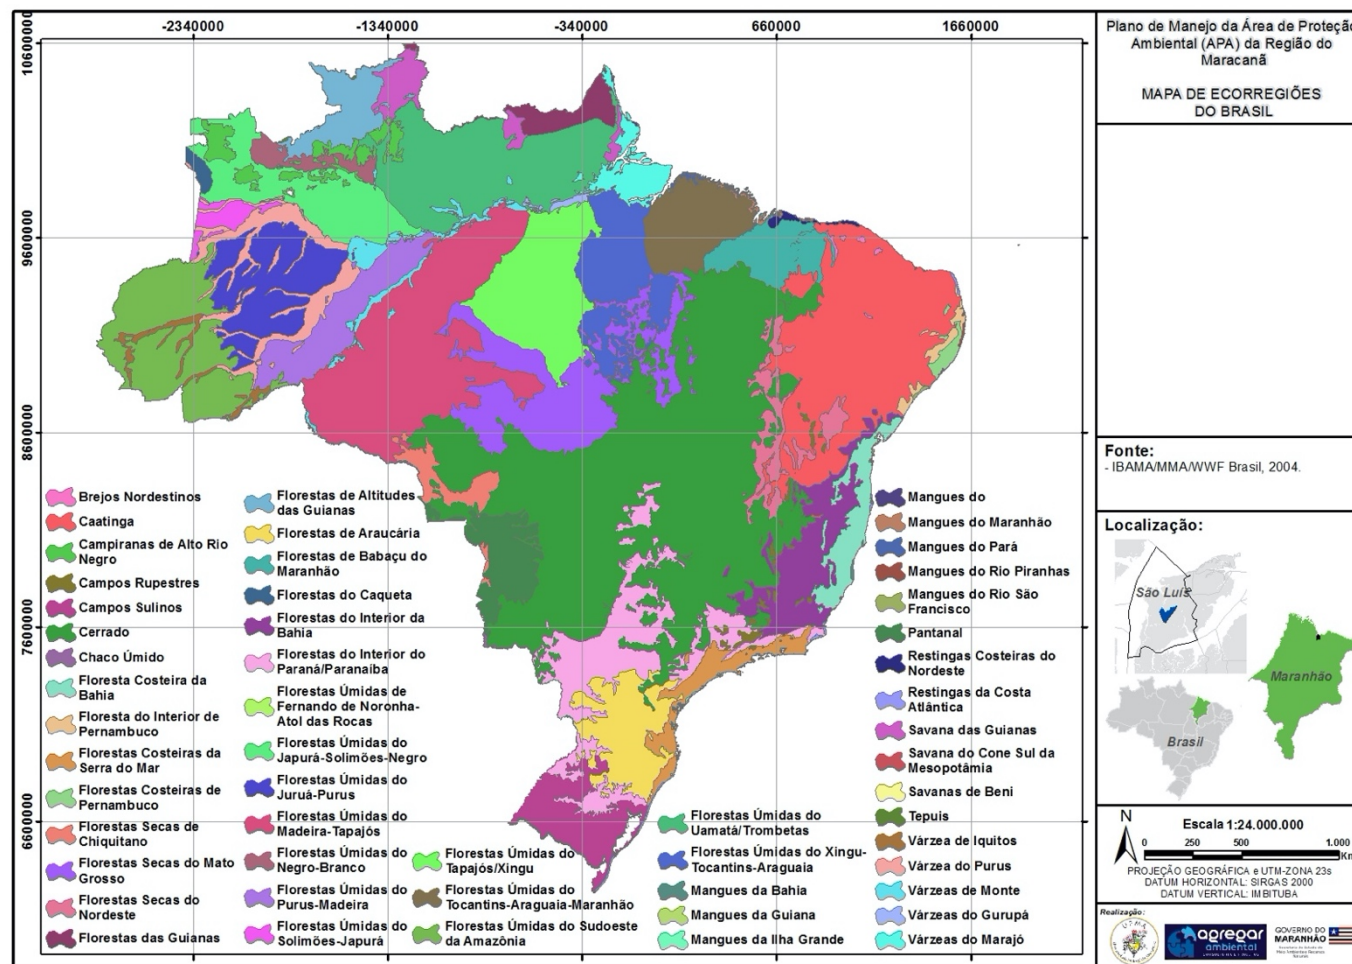 -2340000
-1340000
-340000
660000
1660000
10600000
9600000
8600000
7600000
6600000
Plano de Manejo da Área de Proteção
Ambiental (APA) da Região do
Maracanã
MAPA DE ECORREGIÕES
DO BRASIL
Fonte:
- IBAMA/MMA/WWF Brasil, 2004.
Localização:
São Luís
Maranhão
Brasil
N
Escala 1:24.000.000
0 250 500 1.000
Km
PROJEÇÃO GEOGRÁFICA e UTM-ZONA 23s
DATUM HORIZONTAL: SIRGAS 2000
DATUM VERTICAL: IMBITUBA
Realização:
agregar
ambiental
GOVERNO DO
MARANHÃO
Brejos Nordestinos
Caatinga
Campiranas de Alto Rio
Negro
Campos Rupestres
Campos Sulinos
Cerrado
Chaco Úmido
Floresta Costeira da
Bahia
Floresta do Interior de
Pernambuco
Florestas Costeiras da
Serra do Mar
Florestas Costeiras de
Pernambuco
Florestas Secas de
Chiquitano
Florestas Secas do Mato
Grosso
Florestas Secas do
Nordeste
Florestas das Guianas
Florestas de Altitudes
das Guianas
Florestas de Araucária
Florestas de Babaçu do
Maranhão
Florestas do Caqueta
Florestas do Interior da
Bahia
Florestas do Interior do
Paraná/Paranaíba
Florestas Úmidas de
Fernando de Noronha-
Atol das Rocas
Florestas Úmidas do
Japurá-Solimões-Negro
Florestas Úmidas do
Juruá-Purus
Florestas Úmidas do
Madeira-Tapajós
Florestas Úmidas do
Negro-Branco
Florestas Úmidas do
Purus-Madeira
Florestas Úmidas do
Solimões-Japurá
Florestas Úmidas do
Tapajós/Xingu
Florestas Úmidas do
Tocantins-Araguaia-Maranhão
Florestas Úmidas do Sudoeste
da Amazônia
Florestas Úmidas do
Uamatá/Trombetas
Florestas Úmidas do Xingu-
Tocantins-Araguaia
Mangues da Bahia
Mangues da Guiana
Mangues da Ilha Grande
Mangues do
Mangues do Maranhão
Mangues do Pará
Mangues do Rio Piranhas
Mangues do Rio São
Francisco
Pantanal
Restingas Costeiras do
Nordeste
Restingas da Costa
Atlântica
Savana das Guianas
Savana do Cone Sul da
Mesopotâmia
Savanas de Beni
Tepuis
Várzea de Iquitos
Várzea do Purus
Várzeas de Monte
Várzeas do Gurupá
Várzeas do Marajó